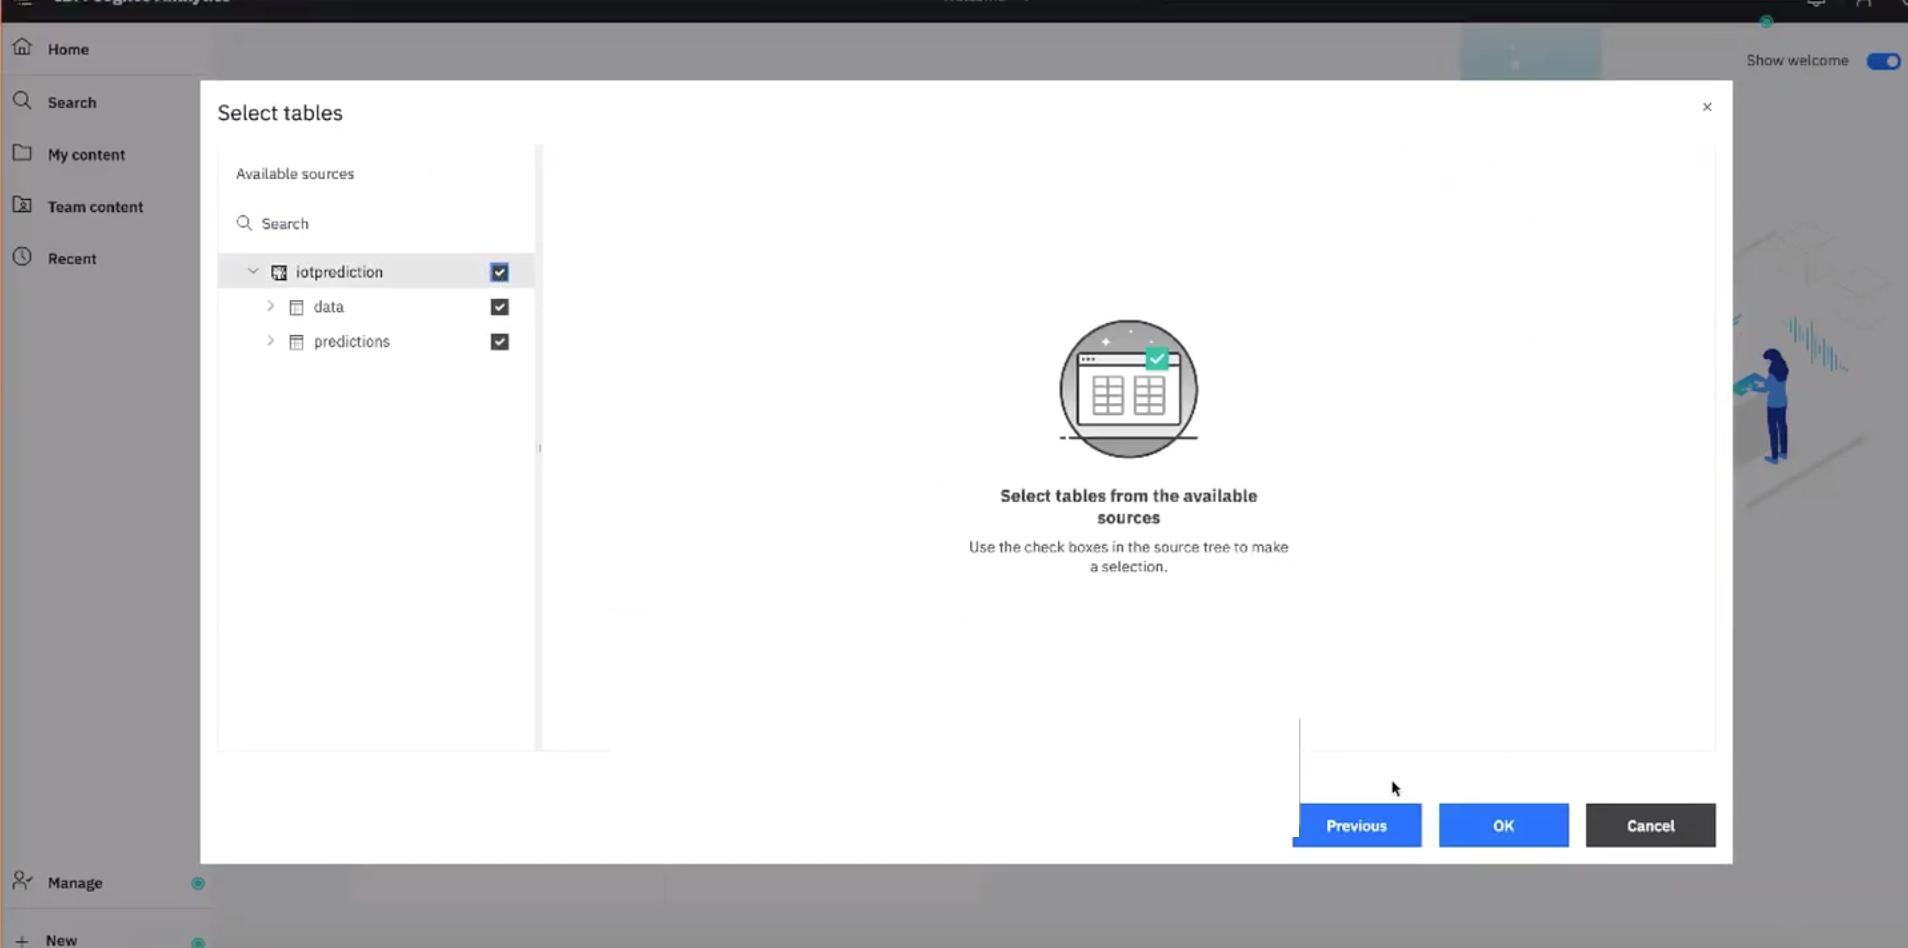 Show welcome
Home
Search
My content
Team content
Recent
Select tables
Available sources
Search
iotprediction
data
predictions
Select tables from the available
sources
Use the check boxes in the source tree to make
a selection.
Previous
OK
Cancel
Manage
New